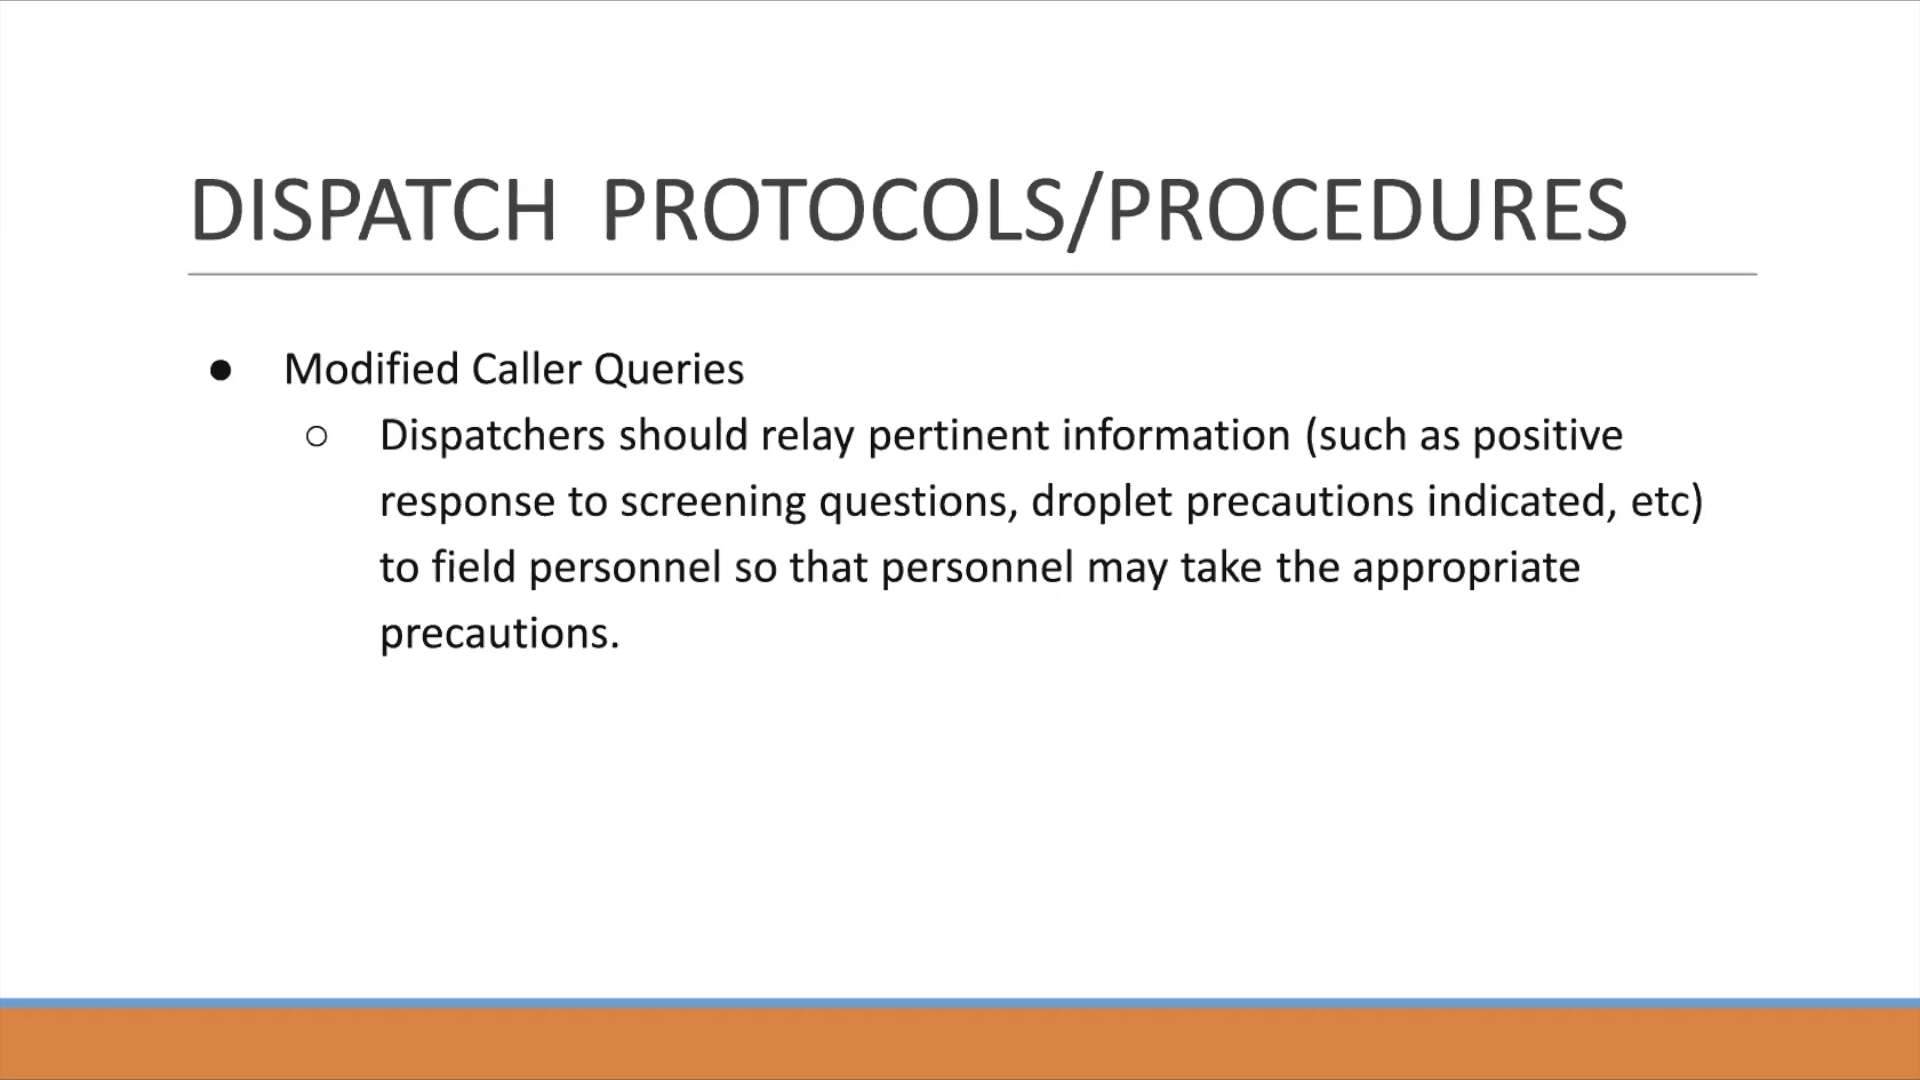 DISPATCH PROTOCOLS/PROCEDURES
● Modified Caller Queries
○ Dispatchers should relay pertinent information (such as positive
response to screening questions, droplet precautions indicated, etc)
to field personnel so that personnel may take the appropriate
precautions.